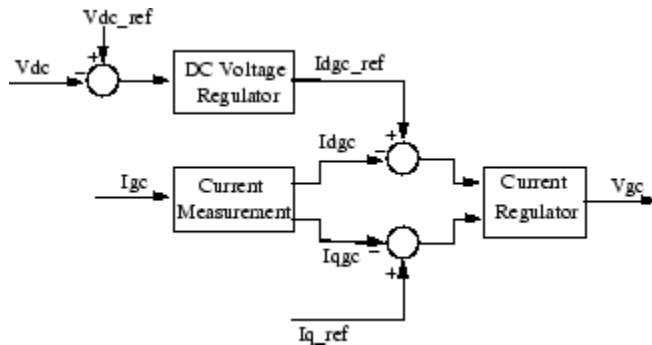 Vdc_ref
+
Vdc
−
DC Voltage
Regulator
Idgc_ref
+
−
Idgc
Igc
Current
Measurement
Current
Regulator
Vgc
Iqgc
−
+
Iq_ref